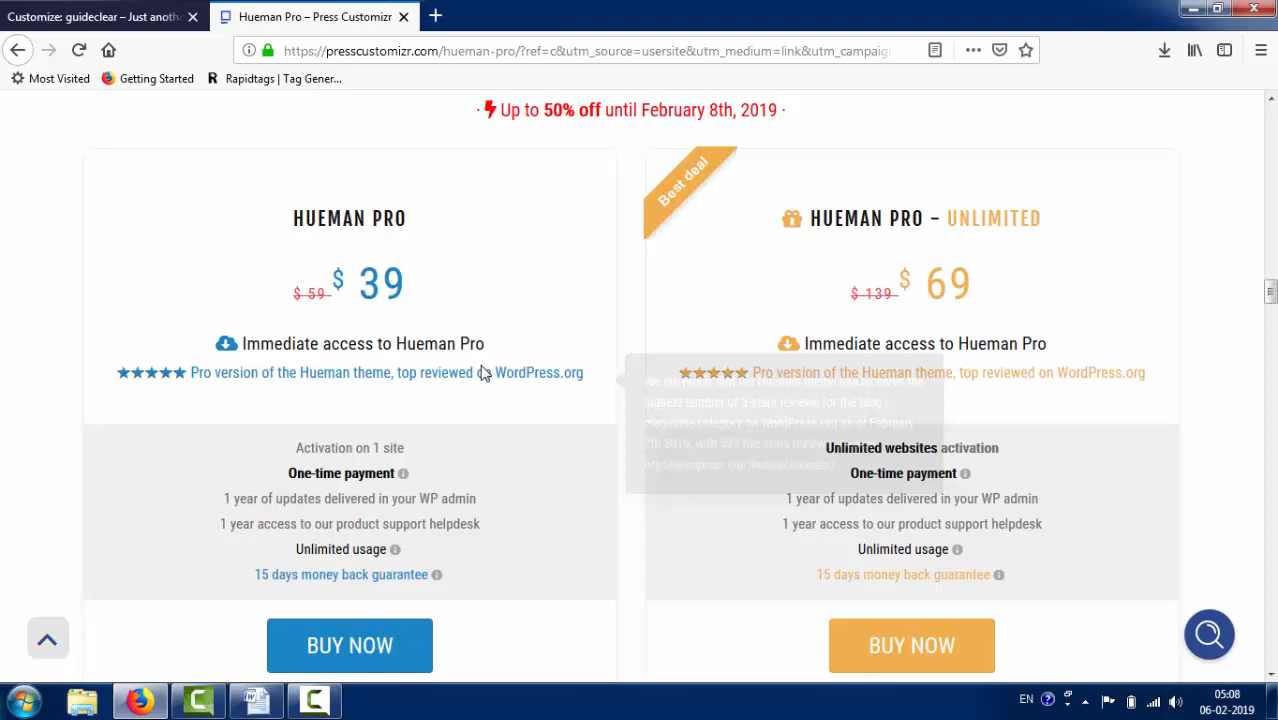 Customize: guideclear – Just anoth
Hueman Pro – Press Customizr
https://presscustomizr.com/hueman-pro/?ref=c&utm_source=usersite&utm_medium=link&utm_campaig
Most Visited
Getting Started
R Rapidtags | Tag Gener...
· Up to 50% off until February 8th, 2019 ·
HUEMAN PRO
$ 59 $ 39
Immediate access to Hueman Pro
★★★★★ Pro version of the Hueman theme, top reviewed on WordPress.org
Activation on 1 site
One-time payment
1 year of updates delivered in your WP admin
1 year access to our product support helpdesk
Unlimited usage
15 days money back guarantee
BUY NOW
Best deal
HUEMAN PRO – UNLIMITED
$ 139 $ 69
Immediate access to Hueman Pro
★★★★★ Pro version of the Hueman theme, top reviewed on WordPress.org
Unlimited websites activation
One-time payment
1 year of updates delivered in your WP admin
1 year access to our product support helpdesk
Unlimited usage
15 days money back guarantee
BUY NOW
EN
05:08
06-02-2019